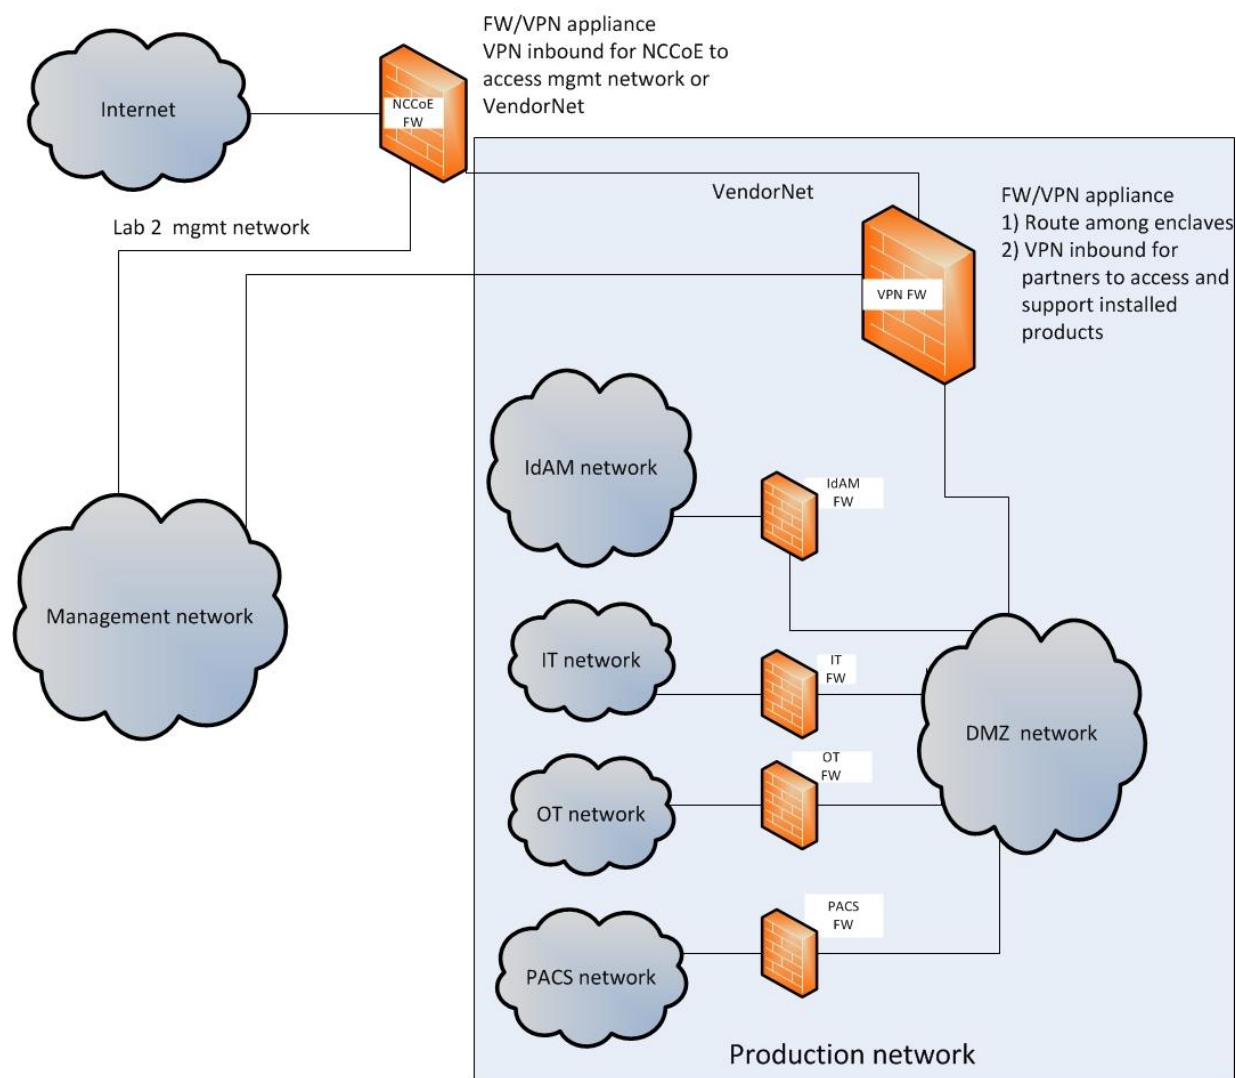 FW/VPN appliance
VPN inbound for NCCoE to
access mgmt network or
VendorNet
Internet
NCCoE
FW
VendorNet
FW/VPN appliance
1) Route among enclaves
2) VPN inbound for
partners to access and
support installed
products
Lab 2  mgmt network
VPN FW
IdAM network
IdAM
FW
Management network
IT network
IT
FW
DMZ  network
OT network
OT
FW
PACS network
PACS
FW
Production network